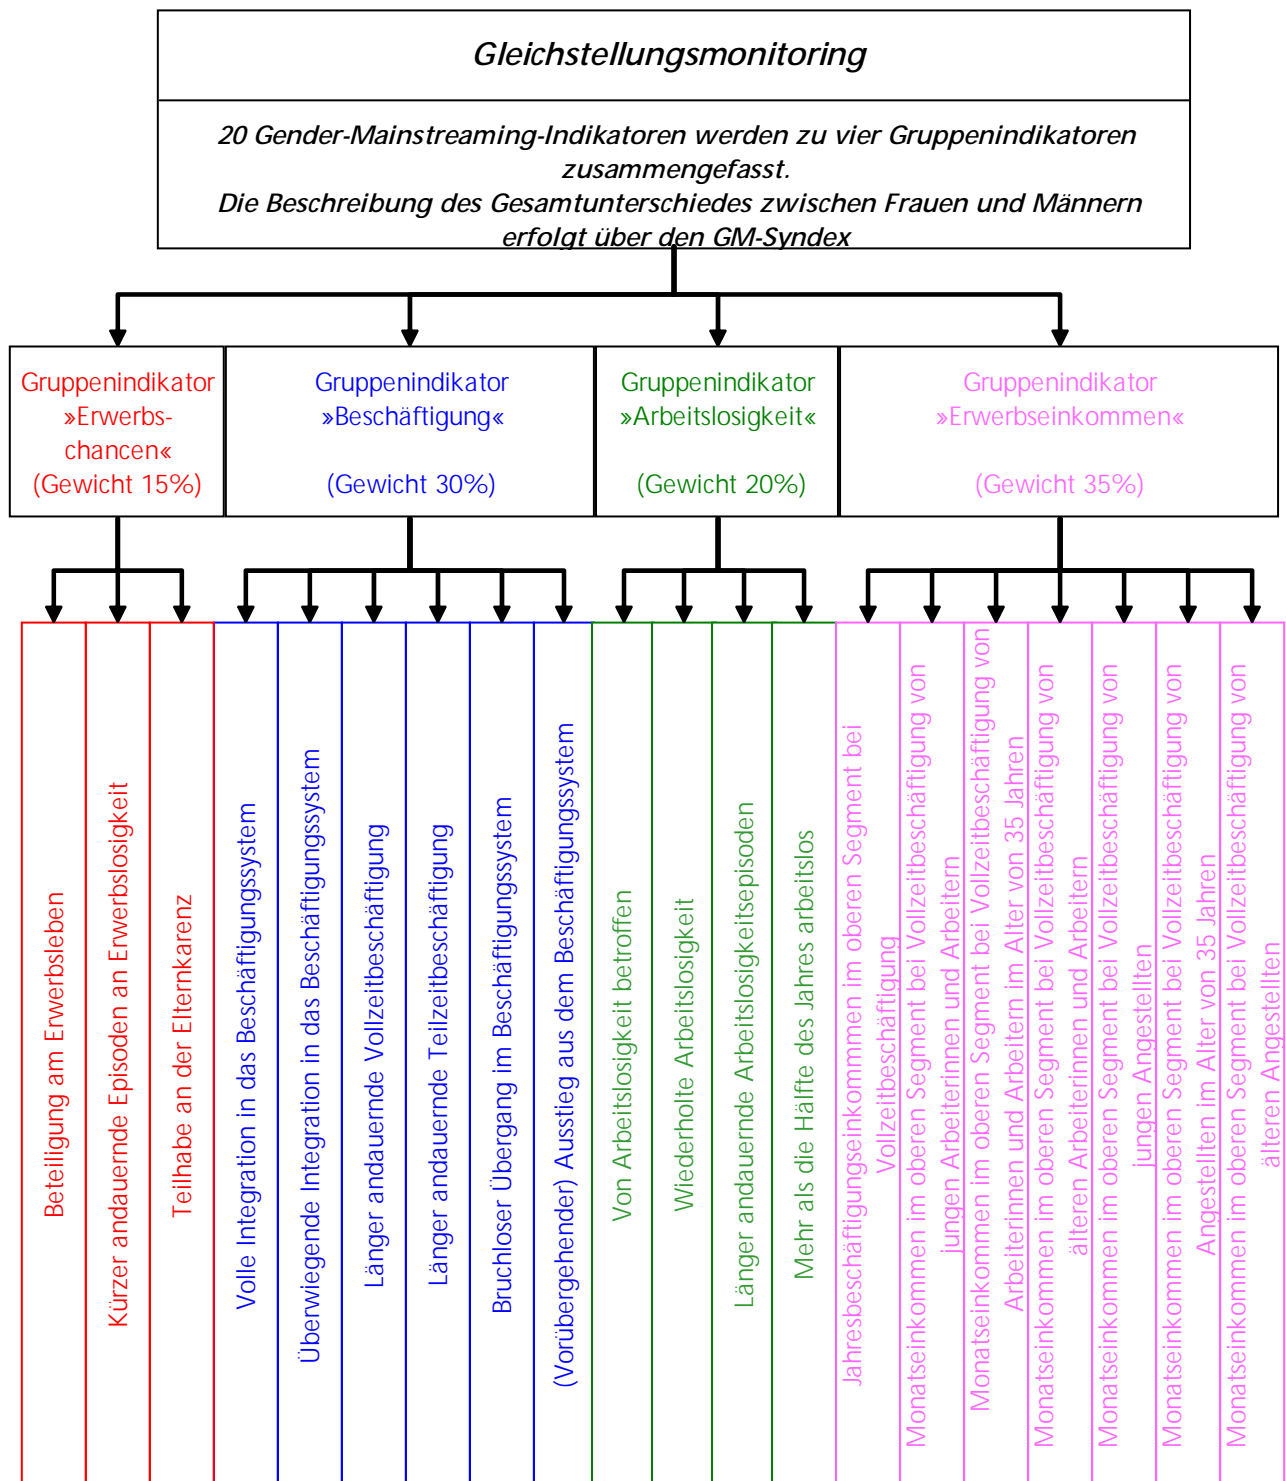 Gleichstellungsmonitoring
20 Gender-Mainstreaming-Indikatoren werden zu vier Gruppenindikatoren
zusammengefasst.
Die Beschreibung des Gesamtunterschiedes zwischen Frauen und Männern
erfolgt über den GM-Syndex
Gruppenindikator
»Erwerbs-
chancen«
(Gewicht 15%)
Gruppenindikator
»Beschäftigung«
(Gewicht 30%)
Gruppenindikator
»Arbeitslosigkeit«
(Gewicht 20%)
Gruppenindikator
»Erwerbseinkommen«
(Gewicht 35%)
Beteiligung am Erwerbsleben
Kürzer andauernde Episoden an Erwerbslosigkeit
Teilhabe an der Elternkarenz
Volle Integration in das Beschäftigungssystem
Überwiegende Integration in das Beschäftigungssystem
Länger andauernde Vollzeitbeschäftigung
Länger andauernde Teilzeitbeschäftigung
Bruchloser Übergang im Beschäftigungssystem
(Vorübergehender) Ausstieg aus dem Beschäftigungssystem
Von Arbeitslosigkeit betroffen
Wiederholte Arbeitslosigkeit
Länger andauernde Arbeitslosigkeitsepisoden
Mehr als die Hälfte des Jahres arbeitslos
Jahresbeschäftigungseinkommen im oberen Segment bei
Vollzeitbeschäftigung
Monatseinkommen im oberen Segment bei Vollzeitbeschäftigung von
jungen Arbeiterinnen und Arbeitern
Monatseinkommen im oberen Segment bei Vollzeitbeschäftigung von
Arbeiterinnen und Arbeitern im Alter von 35 Jahren
Monatseinkommen im oberen Segment bei Vollzeitbeschäftigung von
älteren Arbeiterinnen und Arbeitern
Monatseinkommen im oberen Segment bei Vollzeitbeschäftigung von
jungen Angestellten
Monatseinkommen im oberen Segment bei Vollzeitbeschäftigung von
Angestellten im Alter von 35 Jahren
Monatseinkommen im oberen Segment bei Vollzeitbeschäftigung von
älteren Angestellten